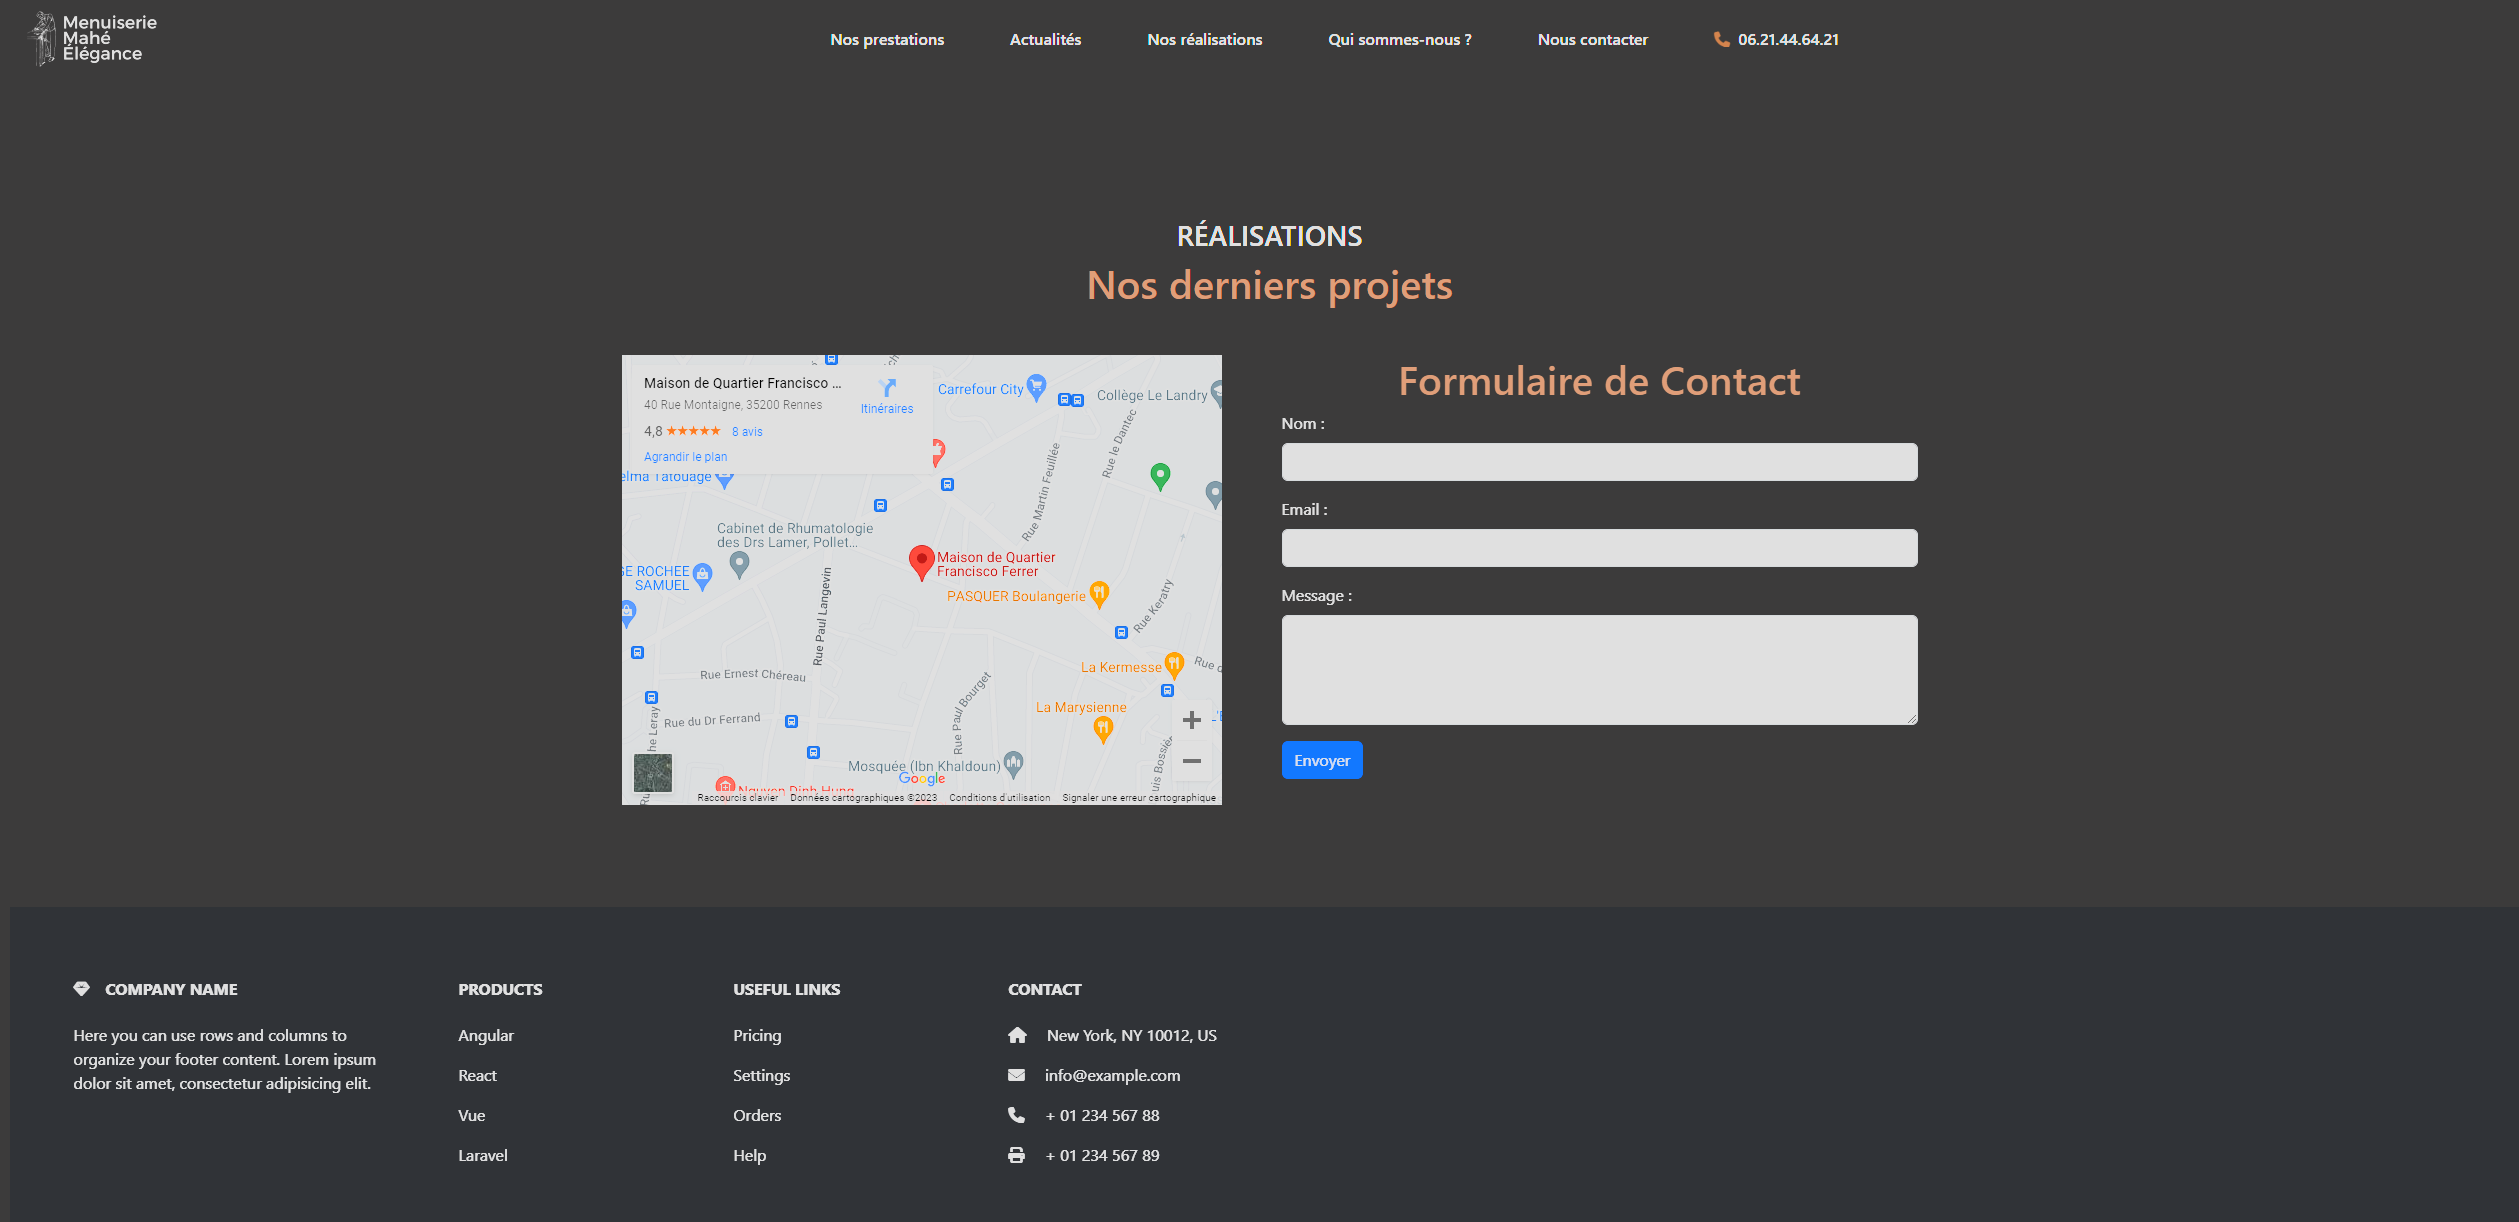 Menuiserie
Mahé
Élégance
Nos prestations
Actualités
Nos réalisations
Qui sommes-nous ?
Nous contacter
06.21.44.64.21
RÉALISATIONS
Nos derniers projets
Maison de Quartier Francisco ...
40 Rue Montaigne, 35200 Rennes
4,8
8 avis
Agrandir le plan
Itinéraires
Carrefour City
Collège Le Landry
Rue le Dantec
Rue Martin Feuillée
elma Tatouage
Cabinet de Rhumatologie
des Drs Lamer, Pollet...
Maison de Quartier
Francisco Ferrer
GE ROCHEE
SAMUEL
PASQUER Boulangerie
Rue Keratry
Rue Paul Langevin
La Kermesse
Rue Ernest Chéreau
Rue Paul Bourget
La Marysienne
Rue du Dr Ferrand
Mosquée (Ibn Khaldoun)
Google
Nguyen Dinh Hung
Raccourcis clavier
Données cartographiques ©2023
Conditions d'utilisation
Signaler une erreur cartographique
Formulaire de Contact
Nom :
Email :
Message :
Envoyer
COMPANY NAME
Here you can use rows and columns to
organize your footer content. Lorem ipsum
dolor sit amet, consectetur adipisicing elit.
PRODUCTS
Angular
React
Vue
Laravel
USEFUL LINKS
Pricing
Settings
Orders
Help
CONTACT
New York, NY 10012, US
info@example.com
+ 01 234 567 88
+ 01 234 567 89